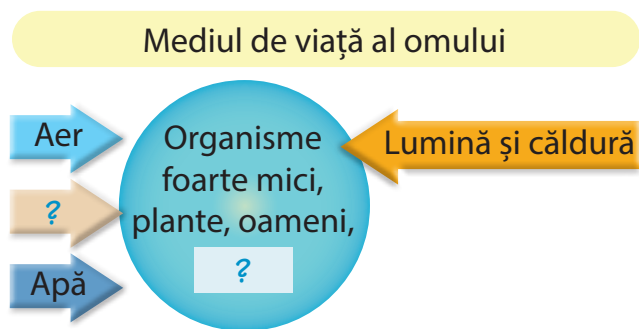 Mediul de viață al omului
Aer
?
Apă
Organisme
foarte mici,
plante, oameni,
?
Lumină și căldură